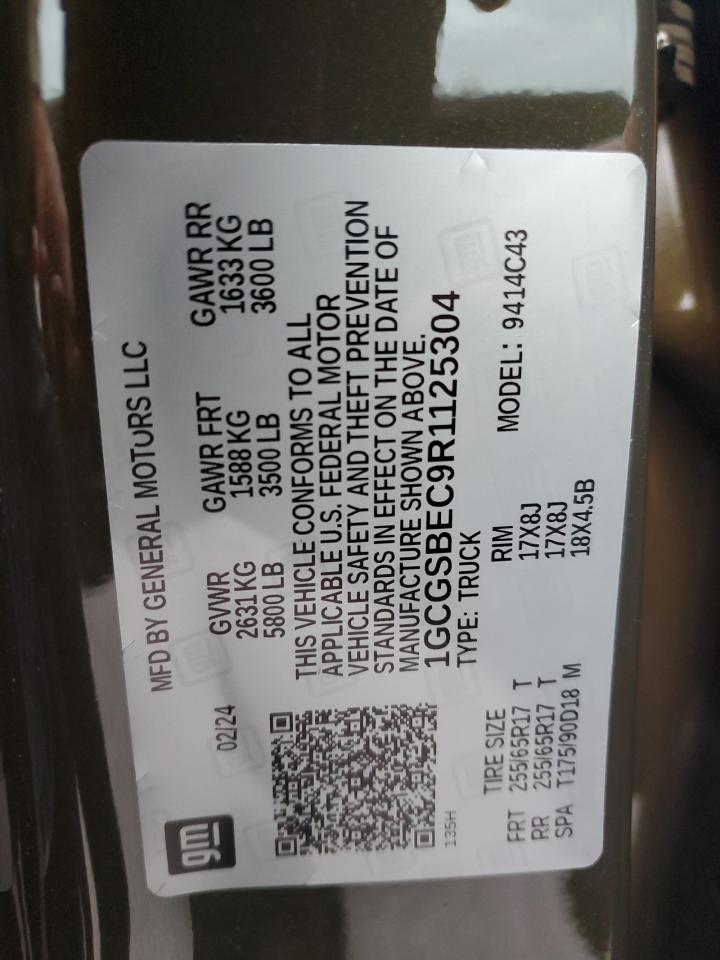 gm
MFD BY GENERAL MOTORS LLC
02/24
GVWR GAWR FRT GAWR RR
2631 KG 1588 KG 1633 KG
5800 LB 3500 LB 3600 LB
THIS VEHICLE CONFORMS TO ALL
APPLICABLE U.S. FEDERAL MOTOR
VEHICLE SAFETY AND THEFT PREVENTION
STANDARDS IN EFFECT ON THE DATE OF
MANUFACTURE SHOWN ABOVE.
1GCGSBEC9R1125304
TYPE: TRUCK
135H
TIRE SIZE RIM MODEL: 9414C43
FRT 255/65R17 T 17X8J
RR 255/65R17 T 17X8J
SPA T175/90D18 M 18X4.5B